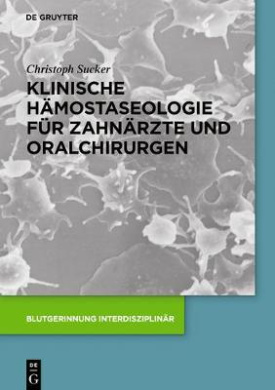 DE GRUYTER
Christoph Sucker
KLINISCHE
HÄMOSTASEOLOGIE
FÜR ZAHNÄRZTE UND
ORALCHIRURGEN
BLUTGERINNUNG INTERDISZIPLINÄR
DE
G